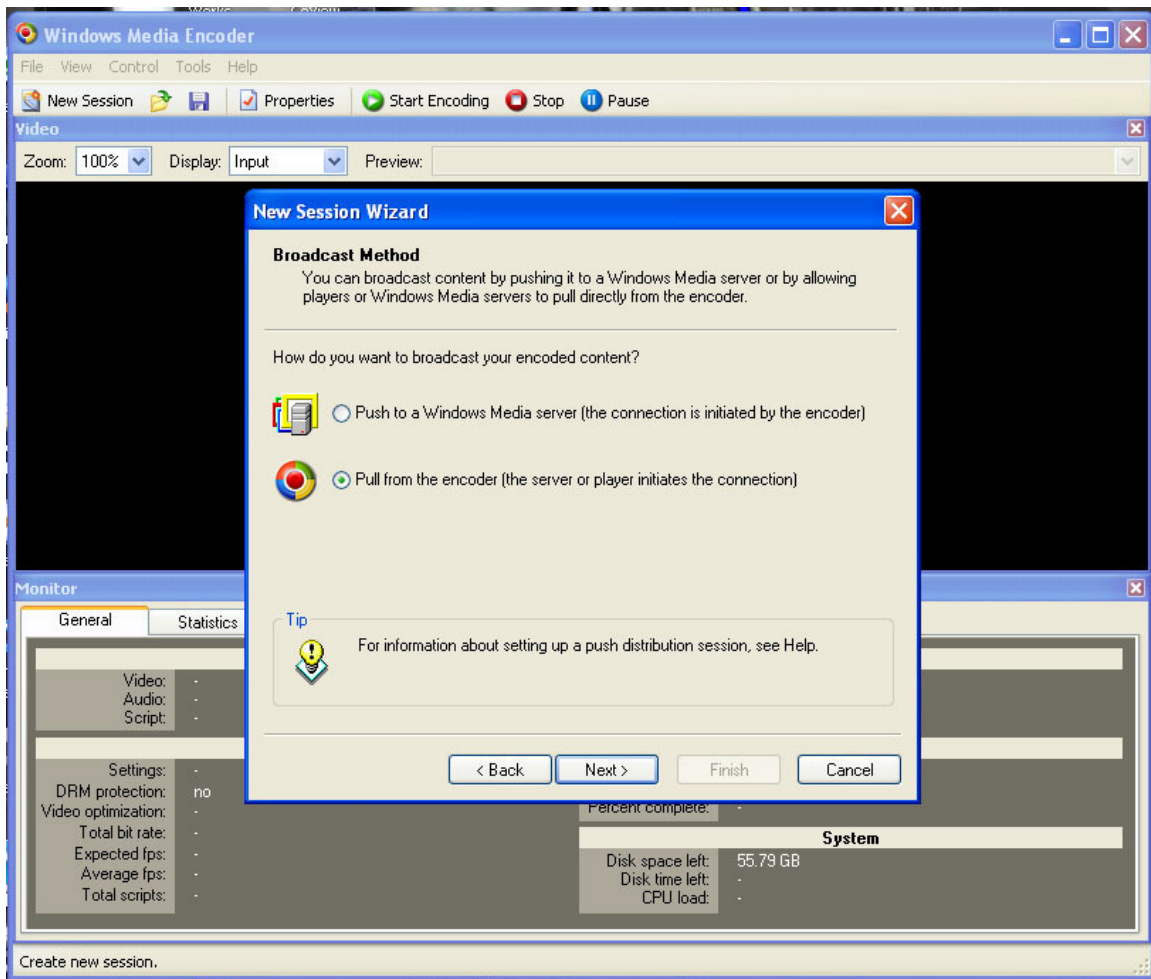 Windows Media Encoder
File View Control Tools Help
New Session Properties Start Encoding Stop Pause
Video
Zoom: 100% Display: Input Preview:
New Session Wizard
Broadcast Method
You can broadcast content by pushing it to a Windows Media server or by allowing
players or Windows Media servers to pull directly from the encoder.
How do you want to broadcast your encoded content?
Push to a Windows Media server (the connection is initiated by the encoder)
Pull from the encoder (the server or player initiates the connection)
Tip
For information about setting up a push distribution session, see Help.
< Back Next > Finish Cancel
Monitor
General Statistics
Video: -
Audio: -
Script: -
Settings: -
DRM protection: no
Video optimization: -
Total bit rate: -
Expected fps: -
Average fps: -
Total scripts: -
Percent complete: -
System
Disk space left: 55.79 GB
Disk time left: -
CPU load: -
Create new session.